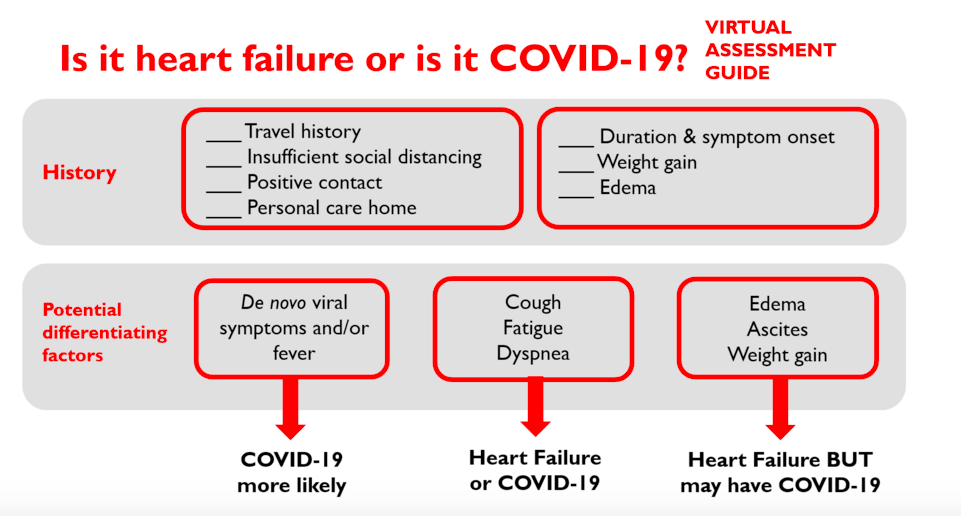 Is it heart failure or is it COVID-19?
VIRTUAL
ASSESSMENT
GUIDE
History
___ Travel history
___ Insufficient social distancing
___ Positive contact
___ Personal care home
___ Duration & symptom onset
___ Weight gain
___ Edema
Potential
differentiating
factors
De novo viral
symptoms and/or
fever
Cough
Fatigue
Dyspnea
Edema
Ascites
Weight gain
COVID-19
more likely
Heart Failure
or COVID-19
Heart Failure BUT
may have COVID-19